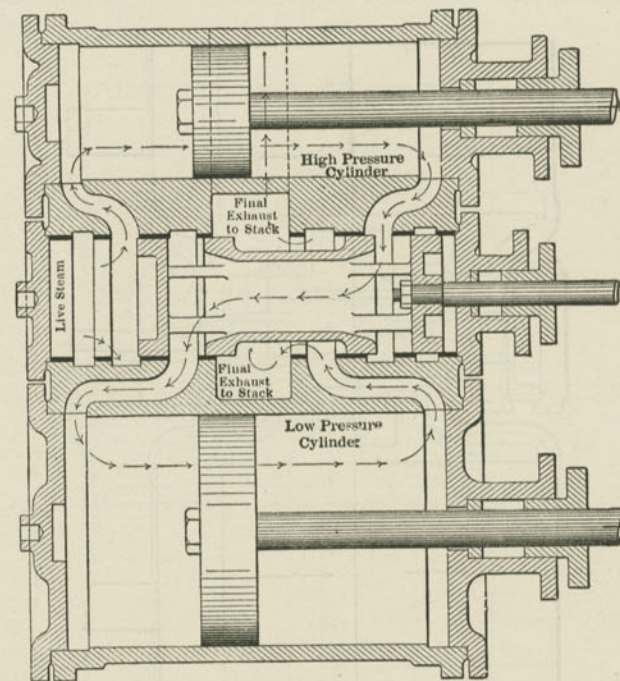 High Pressure
Cylinder
Final
Exhaust
to Stack
Live Steam
Final
Exhaust
to Stack
Low Pressure
Cylinder